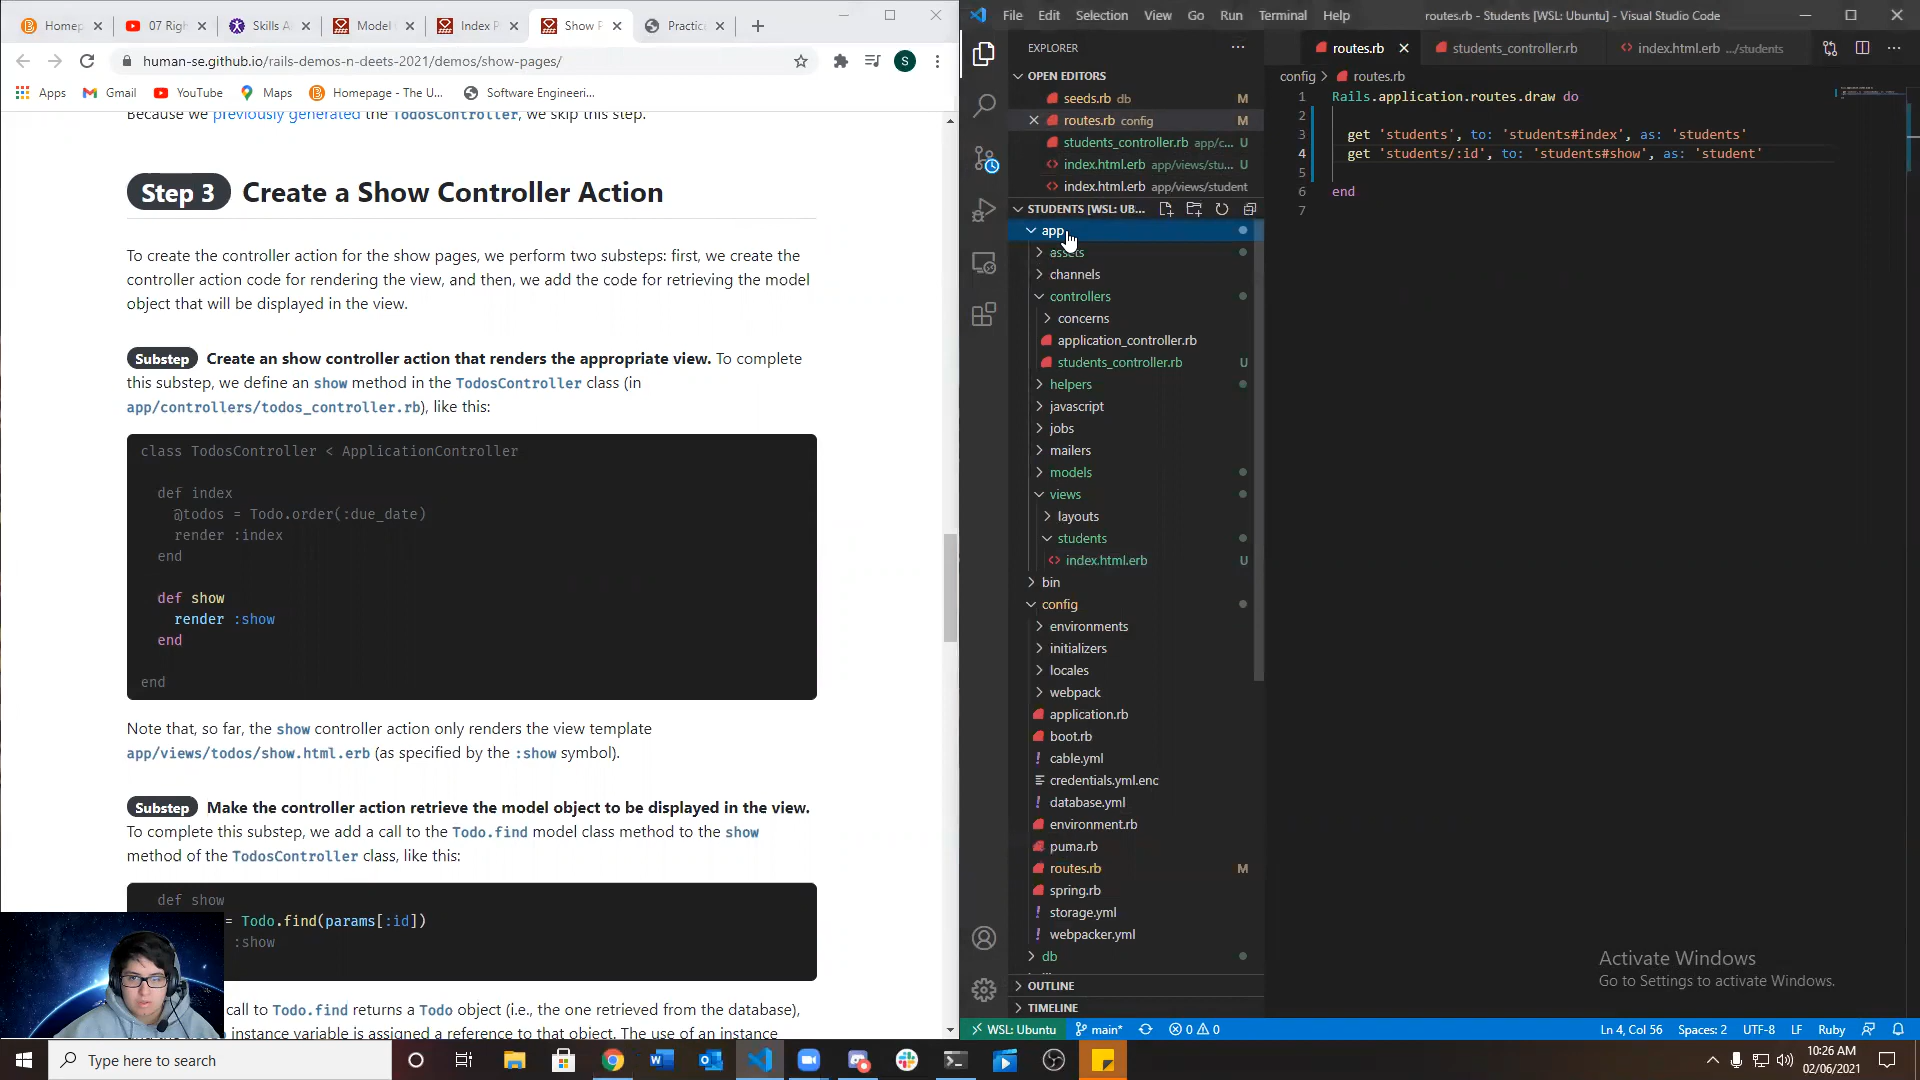 Homep
07 Righ
Skills A
Model
Index P
Show P
Practice
human-se.github.io/rails-demos-n-deets-2021/demos/show-pages/
S
Apps
Gmail
YouTube
Maps
Homepage - The U...
Software Engineeri...
Because we previously generated the TodosController, we skip this step.
Step 3 Create a Show Controller Action
To create the controller action for the show pages, we perform two substeps: first, we create the
controller action code for rendering the view, and then, we add the code for retrieving the model
object that will be displayed in the view.
Substep Create an show controller action that renders the appropriate view. To complete
this substep, we define an show method in the TodosController class (in
app/controllers/todos_controller.rb), like this:
class TodosController < ApplicationController
def index
@todos = Todo.order(:due_date)
render :index
end
def show
render :show
end
end
Note that, so far, the show controller action only renders the view template
app/views/todos/show.html.erb (as specified by the :show symbol).
Substep Make the controller action retrieve the model object to be displayed in the view.
To complete this substep, we add a call to the Todo.find model class method to the show
method of the TodosController class, like this:
def show
= Todo.find(params[:id])
:show
call to Todo.find returns a Todo object (i.e., the one retrieved from the database),
instance variable is assigned a reference to that object. The use of an instance
File Edit Selection View Go Run Terminal Help
routes.rb - Students [WSL: Ubuntu] - Visual Studio Code
EXPLORER
OPEN EDITORS
seeds.rb db M
routes.rb config M
students_controller.rb app/c... U
index.html.erb app/views/stu... U
index.html.erb app/views/student
STUDENTS [WSL: UB...
app
assets
channels
controllers
concerns
application_controller.rb
students_controller.rb U
helpers
javascript
jobs
mailers
models
views
layouts
students
index.html.erb U
bin
config
environments
initializers
locales
webpack
application.rb
boot.rb
cable.yml
credentials.yml.enc
database.yml
environment.rb
puma.rb
routes.rb M
spring.rb
storage.yml
webpacker.yml
db
OUTLINE
TIMELINE
routes.rb
students_controller.rb
index.html.erb .../students
config > routes.rb
1 Rails.application.routes.draw do
2
3 get 'students', to: 'students#index', as: 'students'
4 get 'students/:id', to: 'students#show', as: 'student'
5
6 end
7
Activate Windows
Go to Settings to activate Windows.
WSL: Ubuntu
main*
0 0
Ln 4, Col 56
Spaces: 2
UTF-8
LF
Ruby
Type here to search
10:26 AM
02/06/2021